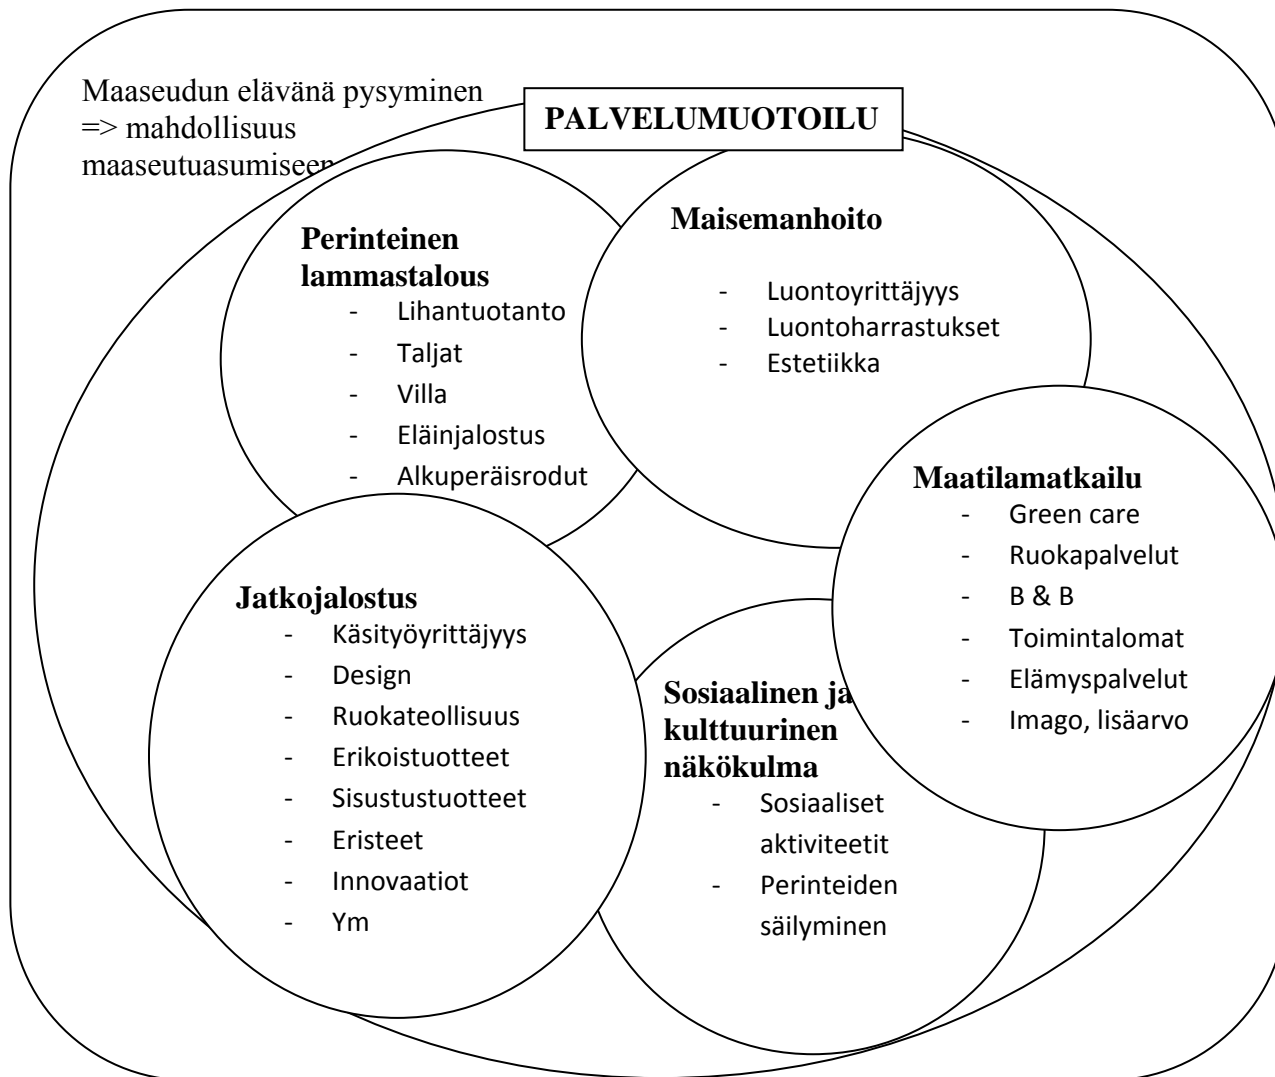 Maaseudun elävänä pysyminen
=> mahdollisuus
maaseutuasumiseen
PALVELUMUOTOILU
Perinteinen
lammastalous
- Lihantuotanto
- Taljat
- Villa
- Eläinjalostus
- Alkuperäisrodut
Maisemanhoito
- Luontoyrittäjyys
- Luontoharrastukset
- Estetiikka
Maatilamatkailu
- Green care
- Ruokapalvelut
- B & B
- Toimintalomat
- Elämyspalvelut
- Imago, lisäarvo
Jatkojalostus
- Käsityöyrittäjyys
- Design
- Ruokateollisuus
- Erikoistuotteet
- Sisustustuotteet
- Eristeet
- Innovaatiot
- Ym
Sosiaalinen ja
kulttuurinen
näkökulma
- Sosiaaliset
aktiviteetit
- Perinteiden
säilyminen